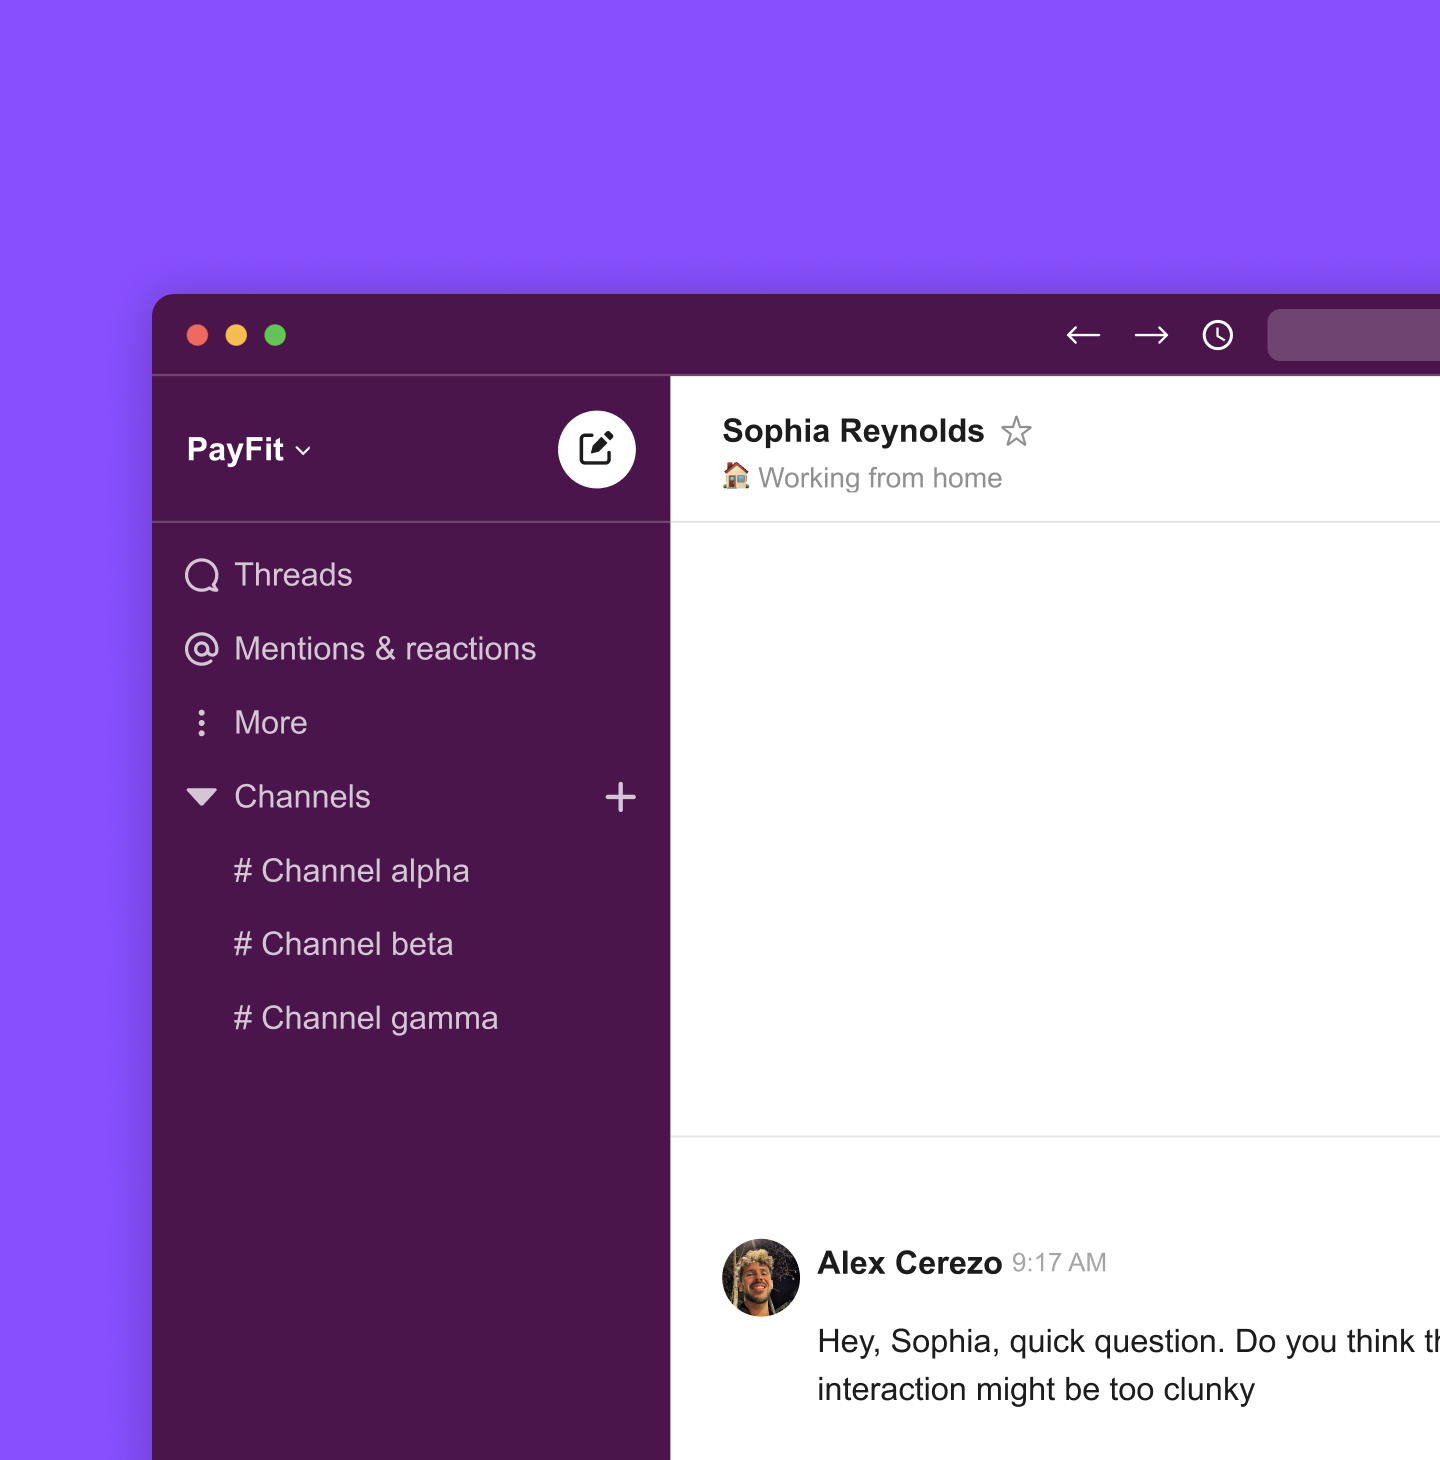 PayFit
Threads
Mentions & reactions
More
Channels
# Channel alpha
# Channel beta
# Channel gamma
Sophia Reynolds
Working from home
Alex Cerezo 9:17 AM
Hey, Sophia, quick question. Do you think
interaction might be too clunky